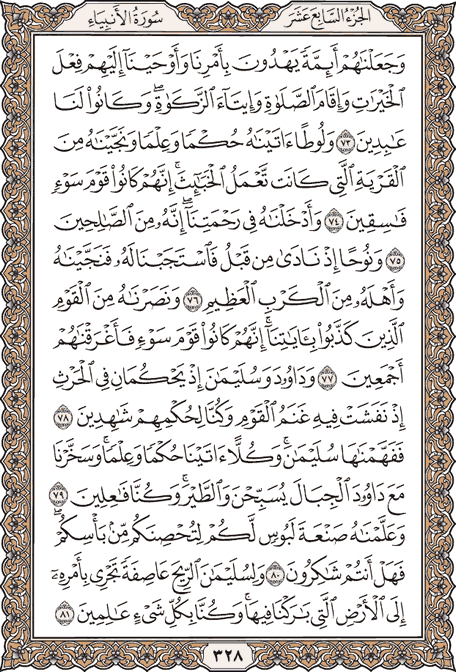 الجزء السابع عشر
سورة الأنبياء
وَجَعَلْنَٰهُمْ أَئِمَّةً يَهْدُونَ بِأَمْرِنَا وَأَوْحَيْنَآ إِلَيْهِمْ فِعْلَ
ٱلْخَيْرَٰتِ وَإِقَامَ ٱلصَّلَوٰةِ وَإِيتَآءَ ٱلزَّكَوٰةِۖ وَكَانُوا۟ لَنَا
عَٰبِدِينَ ٧٣ وَلُوطًا ءَاتَيْنَٰهُ حُكْمًا وَعِلْمًا وَنَجَّيْنَٰهُ مِنَ
ٱلْقَرْيَةِ ٱلَّتِى كَانَت تَّعْمَلُ ٱلْخَبَٰٓئِثَۚ إِنَّهُمْ كَانُوا۟ قَوْمَ سَوْءٍ
فَٰسِقِينَ ٧٤ وَأَدْخَلْنَٰهُ فِى رَحْمَتِنَآۖ إِنَّهُۥ مِنَ ٱلصَّٰلِحِينَ
٧٥ وَنُوحًا إِذْ نَادَىٰ مِن قَبْلُ فَٱسْتَجَبْنَا لَهُۥ فَنَجَّيْنَٰهُ
وَأَهْلَهُۥ مِنَ ٱلْكَرْبِ ٱلْعَظِيمِ ٧٦ وَنَصَرْنَٰهُ مِنَ ٱلْقَوْمِ
ٱلَّذِينَ كَذَّبُوا۟ بِـَٔايَٰتِنَآۚ إِنَّهُمْ كَانُوا۟ قَوْمَ سَوْءٍ فَأَغْرَقْنَٰهُمْ
أَجْمَعِينَ ٧٧ وَدَاوُۥدَ وَسُلَيْمَٰنَ إِذْ يَحْكُمَانِ فِى ٱلْحَرْثِ
إِذْ نَفَشَتْ فِيهِ غَنَمُ ٱلْقَوْمِ وَكُنَّا لِحُكْمِهِمْ شَٰهِدِينَ ٧٨
فَفَهَّمْنَٰهَا سُلَيْمَٰنَۚ وَكُلًّا ءَاتَيْنَا حُكْمًا وَعِلْمًاۚ وَسَخَّرْنَا
مَعَ دَاوُۥدَ ٱلْجِبَالَ يُسَبِّحْنَ وَٱلطَّيْرَۚ وَكُنَّا فَٰعِلِينَ ٧٩
وَعَلَّمْنَٰهُ صَنْعَةَ لَبُوسٍ لَّكُمْ لِتُحْصِنَكُم مِّنۢ بَأْسِكُمْۖ
فَهَلْ أَنتُمْ شَٰكِرُونَ ٨٠ وَلِسُلَيْمَٰنَ ٱلرِّيحَ عَاصِفَةً تَجْرِى بِأَمْرِهِۦٓ
إِلَى ٱلْأَرْضِ ٱلَّتِى بَٰرَكْنَا فِيهَاۚ وَكُنَّا بِكُلِّ شَىْءٍ عَٰلِمِينَ ٨١
٣٢٨